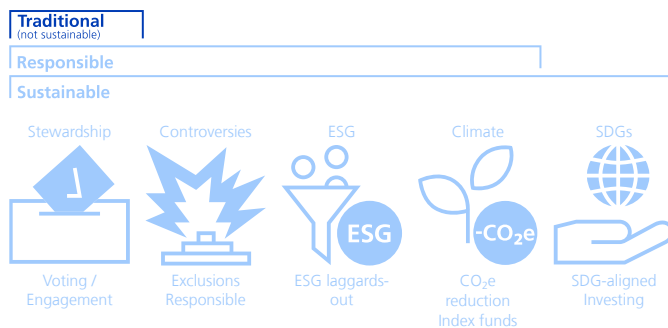 Traditional
(not sustainable)
Responsible
Sustainable
Stewardship
Controversies
ESG
Climate
SDGs
ESG
-CO₂e
Voting /
Engagement
Exclusions
Responsible
ESG laggards-
out
CO₂e
reduction
Index funds
SDG-aligned
Investing